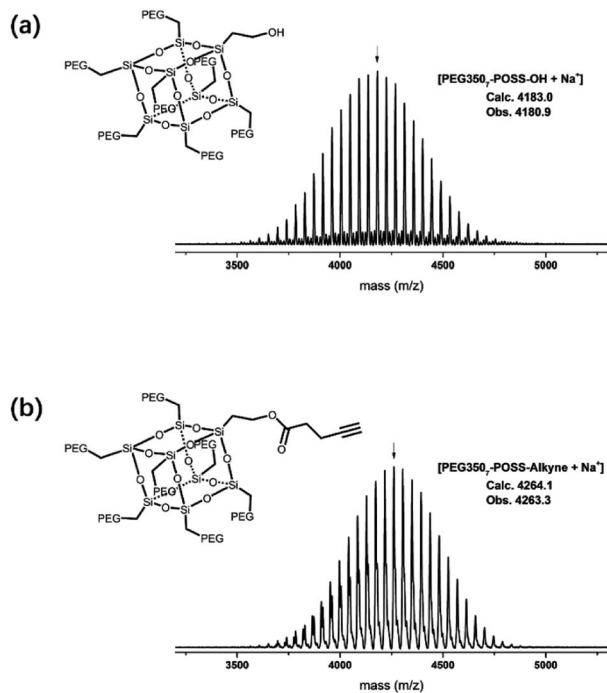 (a)
PEG
OH
Si
O
Si
PEG
Si
O
Si
PEG
O
O
O
O
PEG
Si
O
Si
Si
O
Si
PEG
PEG
PEG
[PEG350₇-POSS-OH + Na⁺]
Calc. 4183.0
Obs. 4180.9
3500
4000
4500
5000
mass (m/z)
(b)
PEG
O
O
Si
O
Si
PEG
Si
O
Si
PEG
O
O
O
O
PEG
Si
O
Si
Si
O
Si
PEG
PEG
PEG
[PEG350₇-POSS-Alkyne + Na⁺]
Calc. 4264.1
Obs. 4263.3
3500
4000
4500
5000
mass (m/z)